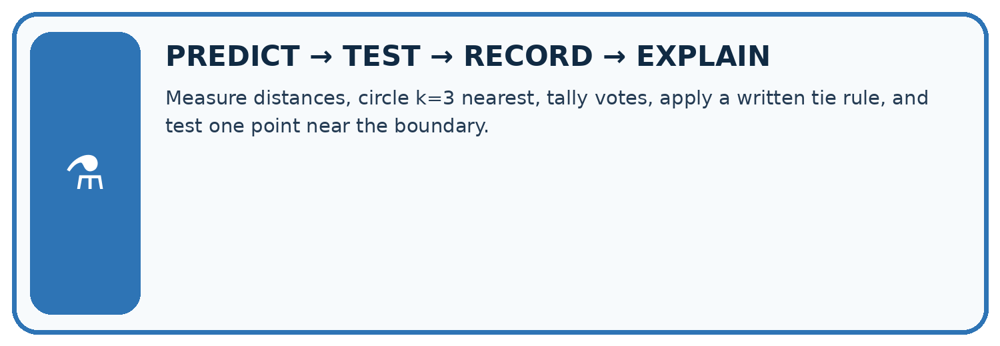 PREDICT → TEST → RECORD → EXPLAIN
Measure distances, circle k=3 nearest, tally votes, apply a written tie rule, and
test one point near the boundary.